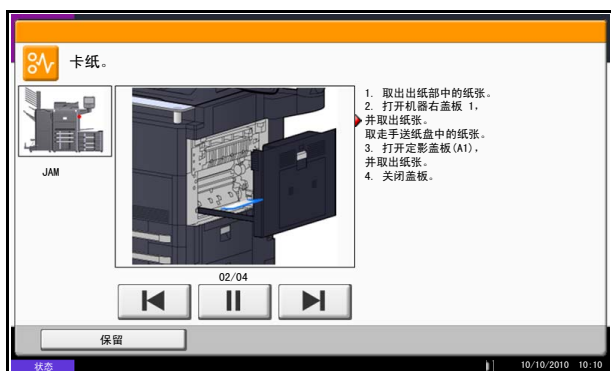 卡纸。
JAM
1. 取出出纸部中的纸张。
2. 打开机器右盖板 1,
并取出纸张。
取走手送纸盘中的纸张。
3. 打开定影盖板(A1),
并取出纸张。
4. 关闭盖板。
02/04
保留
状态
10/10/2010 10:10